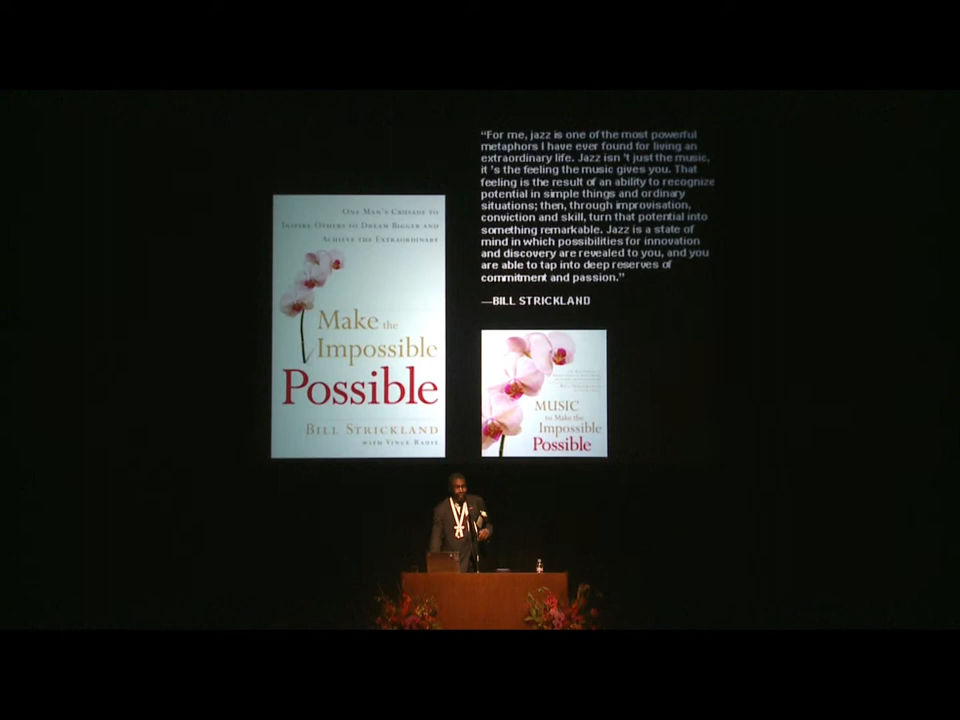 One Man's Crusade to
Inspire Others to Dream Bigger and
Achieve the Extraordinary
Make the
Impossible
Possible
Bill Strickland
with Vince Rause
“For me, jazz is one of the most powerful
metaphors I have ever found for living an
extraordinary life. Jazz isn 't just the music,
it 's the feeling the music gives you. That
feeling is the result of an ability to recognize
potential in simple things and ordinary
situations; then, through improvisation,
conviction and skill, turn that potential into
something remarkable. Jazz is a state of
mind in which possibilities for innovation
and discovery are revealed to you, and you
are able to tap into deep reserves of
commitment and passion.”
—BILL STRICKLAND
MUSIC
to Make the
Impossible
Possible